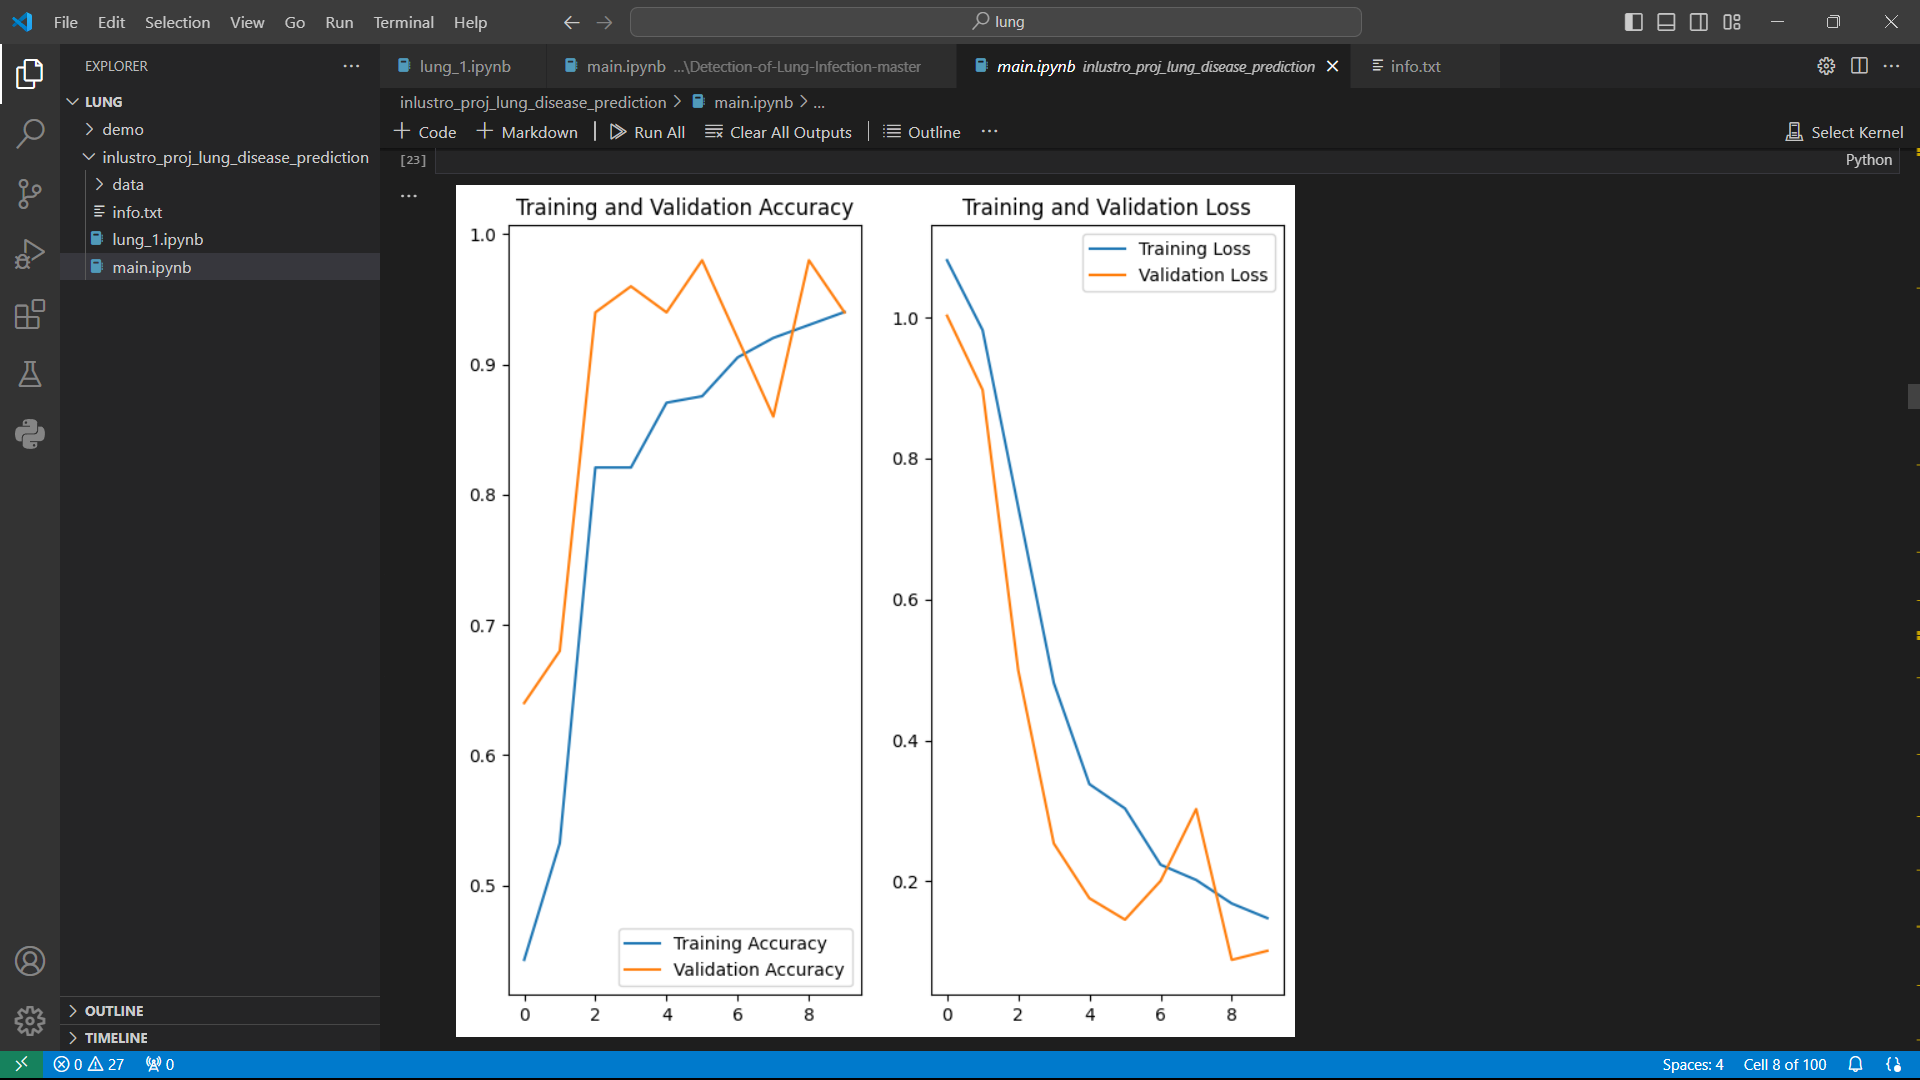 File Edit Selection View Go Run Terminal Help
lung
EXPLORER
LUNG
demo
inlustro_proj_lung_disease_prediction
data
info.txt
lung_1.ipynb
main.ipynb
OUTLINE
TIMELINE
lung_1.ipynb
main.ipynb ...\Detection-of-Lung-Infection-master
main.ipynb inlustro_proj_lung_disease_prediction
info.txt
inlustro_proj_lung_disease_prediction > main.ipynb > ...
+ Code + Markdown Run All Clear All Outputs Outline ...
Select Kernel
[23]
Python
Training and Validation Accuracy
1.0
0.9
0.8
0.7
0.6
0.5
Training Accuracy
Validation Accuracy
0 2 4 6 8
Training and Validation Loss
Training Loss
Validation Loss
1.0
0.8
0.6
0.4
0.2
0 2 4 6 8
0 27 0
Spaces: 4 Cell 8 of 100